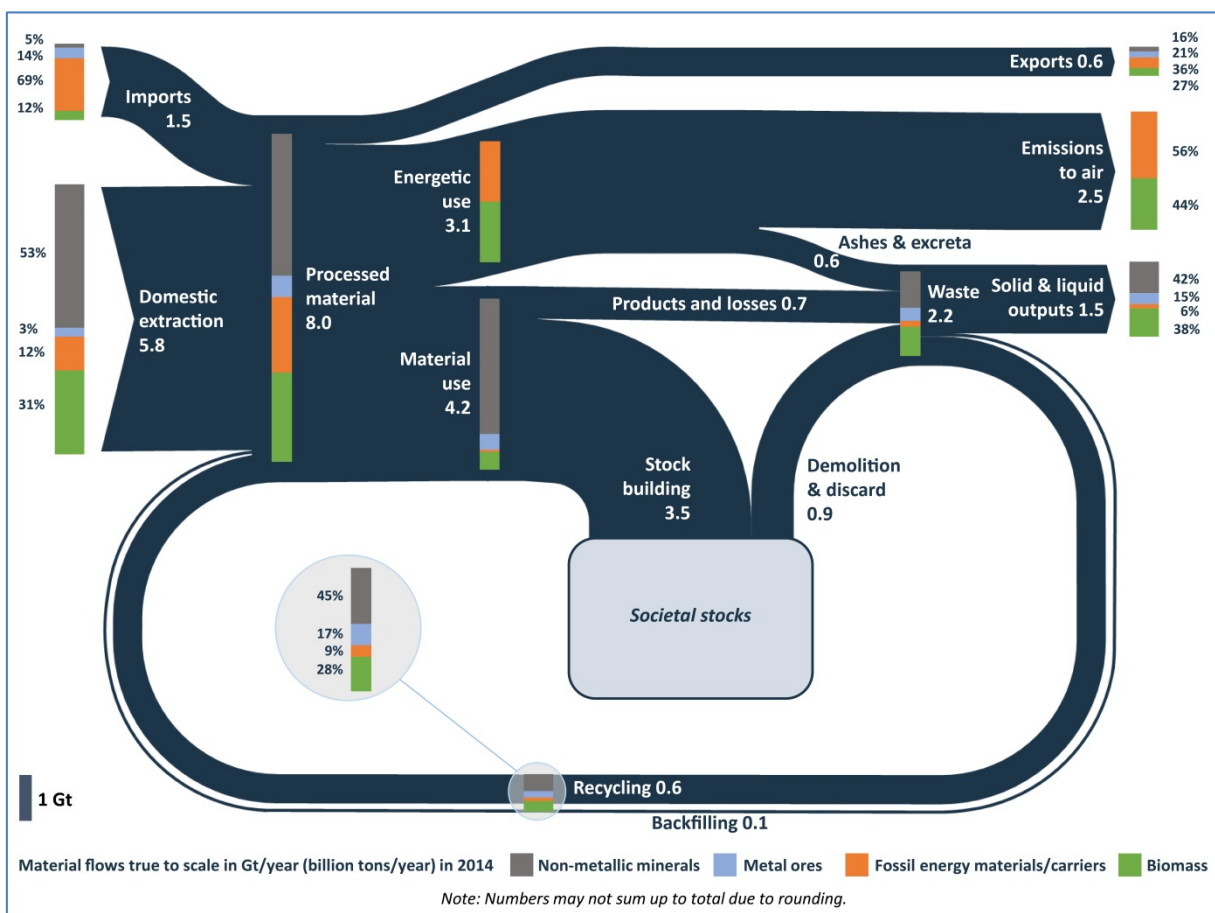 5%
14%
69%
12%
Imports
1.5
53%
3%
12%
31%
Domestic
extraction
5.8
Processed
material
8.0
Energetic
use
3.1
Material
use
4.2
Exports 0.6
16%
21%
36%
27%
Emissions
to air
2.5
56%
44%
Ashes & excreta
0.6
Products and losses 0.7
Waste
2.2
Solid & liquid
outputs 1.5
42%
15%
6%
38%
Stock
building
3.5
Demolition
& discard
0.9
Societal stocks
45%
17%
9%
28%
Recycling 0.6
Backfilling 0.1
1 Gt
Material flows true to scale in Gt/year (billion tons/year) in 2014 Non-metallic minerals Metal ores Fossil energy materials/carriers Biomass
Note: Numbers may not sum up to total due to rounding.